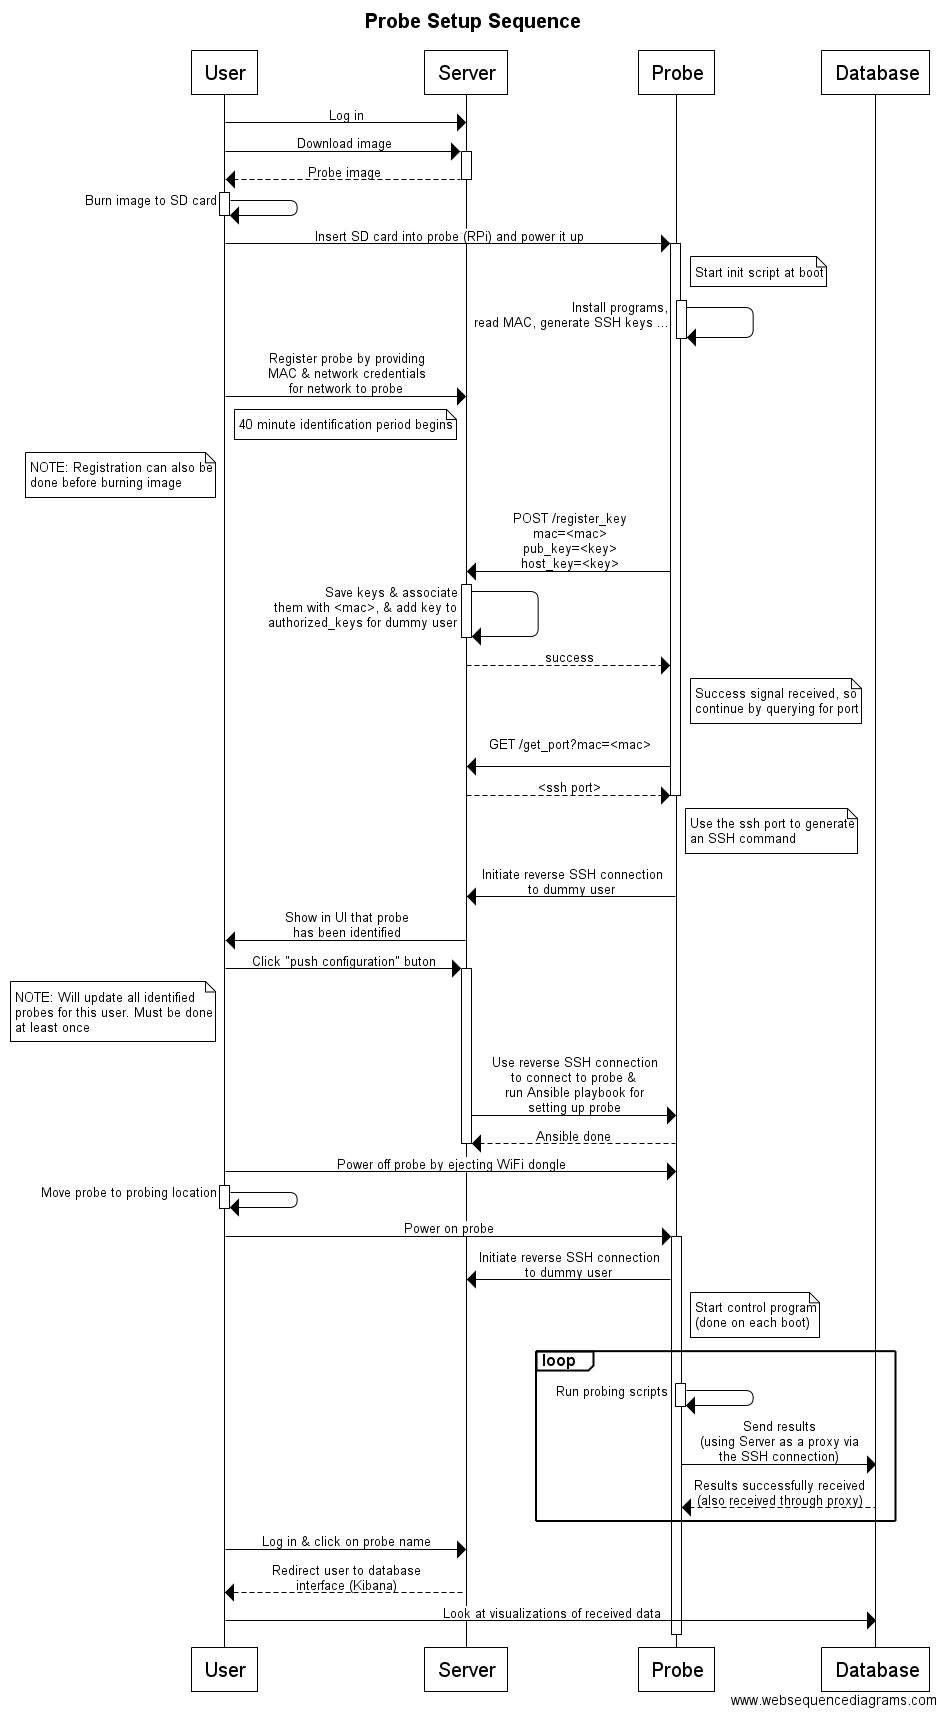 Probe Setup Sequence
User
Server
Probe
Database
Log in
Download image
Probe image
Burn image to SD card
Insert SD card into probe (RPi) and power it up
Start init script at boot
Install programs,
read MAC, generate SSH keys ...
Register probe by providing
MAC & network credentials
for network to probe
40 minute identification period begins
NOTE: Registration can also be
done before burning image
POST /register_key
mac=<mac>
pub_key=<key>
host_key=<key>
Save keys & associate
them with <mac>, & add key to
authorized_keys for dummy user
success
Success signal received, so
continue by querying for port
GET /get_port?mac=<mac>
<ssh port>
Use the ssh port to generate
an SSH command
Initiate reverse SSH connection
to dummy user
Show in UI that probe
has been identified
Click "push configuration" buton
NOTE: Will update all identified
probes for this user. Must be done
at least once
Use reverse SSH connection
to connect to probe &
run Ansible playbook for
setting up probe
Ansible done
Power off probe by ejecting WiFi dongle
Move probe to probing location
Power on probe
Initiate reverse SSH connection
to dummy user
Start control program
(done on each boot)
loop
Run probing scripts
Send results
(using Server as a proxy via
the SSH connection)
Results successfully received
(also received through proxy)
Log in & click on probe name
Redirect user to database
interface (Kibana)
Look at visualizations of received data
User
Server
Probe
Database
www.websequencediagrams.com